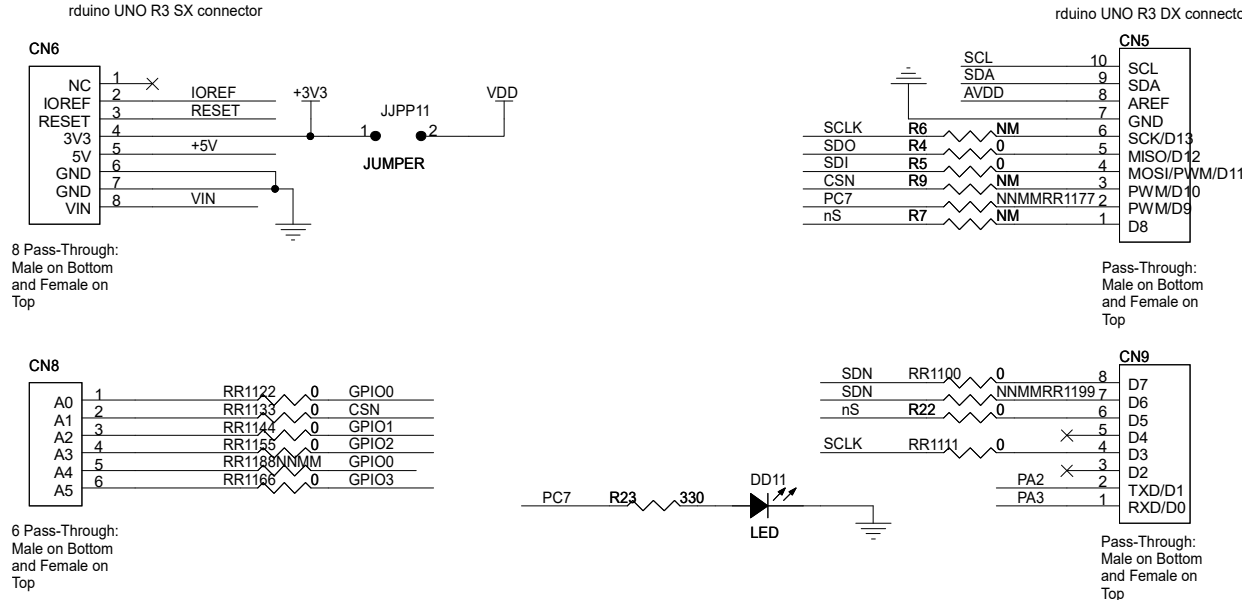 rduino UNO R3 SX connector
CN6
1 NC
2 IOREF IOREF
3 RESET RESET
4 3V3
5 5V +5V
6 GND
7 GND
8 VIN VIN
+3V3
JJPP11
1 2
JUMPER
VDD
8 Pass-Through:
Male on Bottom
and Female on
Top
rduino UNO R3 DX connecto
CN5
SCL 10 SCL
SDA 9 SDA
AVDD 8 AREF
7 GND
SCLK R6 NM 6 SCK/D13
SDO R4 0 5 MISO/D12
SDI R5 0 4 MOSI/PWM/D11
CSN R9 NM 3 PWM/D10
PC7 NNMMRR1177 2 PWM/D9
nS R7 NM 1 D8
Pass-Through:
Male on Bottom
and Female on
Top
CN8
A0 1 RR1122 0 GPIO0
A1 2 RR1133 0 CSN
A2 3 RR1144 0 GPIO1
A3 4 RR1155 0 GPIO2
A4 5 RR1188NNMM GPIO0
A5 6 RR1166 0 GPIO3
6 Pass-Through:
Male on Bottom
and Female on
Top
PC7 R23 330
DD11
LED
CN9
SDN RR1100 0 8 D7
SDN NNMMRR1199 7 D6
nS R22 0 6 D5
5 D4
SCLK RR1111 0 4 D3
3 D2
PA2 2 TXD/D1
PA3 1 RXD/D0
Pass-Through:
Male on Bottom
and Female on
Top